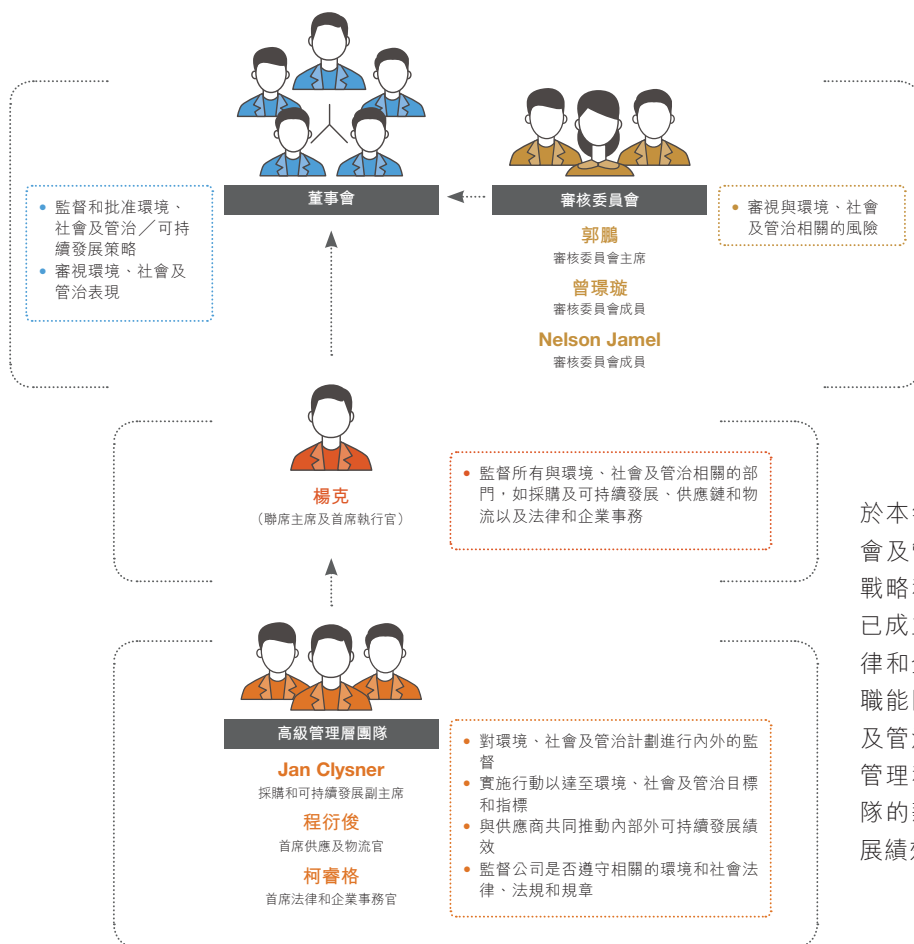 董事會
• 監督和批准環境、
社會及管治／可持
續發展策略
• 審視環境、社會及
管治表現
審核委員會
郭鵬
審核委員會主席
曾璟璇
審核委員會成員
Nelson Jamel
審核委員會成員
• 審視與環境、社會
及管治相關的風險
楊克
（聯席主席及首席執行官）
• 監督所有與環境、社會及管治相關的部
門，如採購及可持續發展、供應鏈和物
流以及法律和企業事務
高級管理層團隊
Jan Clysner
採購和可持續發展副主席
程衍俊
首席供應及物流官
柯睿格
首席法律和企業事務官
• 對環境、社會及管治計劃進行內外的監
督
• 實施行動以達至環境、社會及管治目標
和指標
• 與供應商共同推動內部外可持續發展績
效
• 監督公司是否遵守相關的環境和社會法
律、法規和規章
於本
會及
戰略
已成
律和
職能
及管
管理
隊的
展績